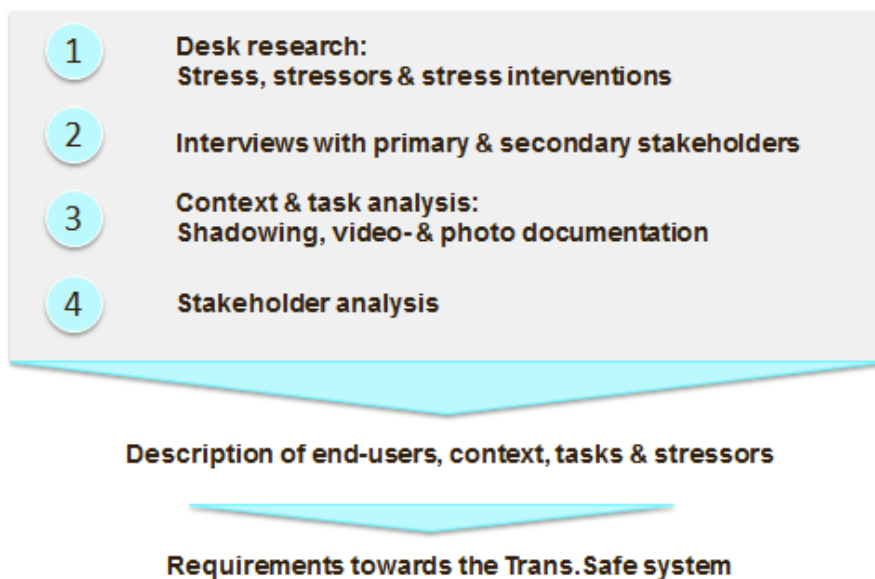 1
Desk research:
Stress, stressors & stress interventions
2
Interviews with primary & secondary stakeholders
3
Context & task analysis:
Shadowing, video- & photo documentation
4
Stakeholder analysis
Description of end-users, context, tasks & stressors
Requirements towards the Trans.Safe system